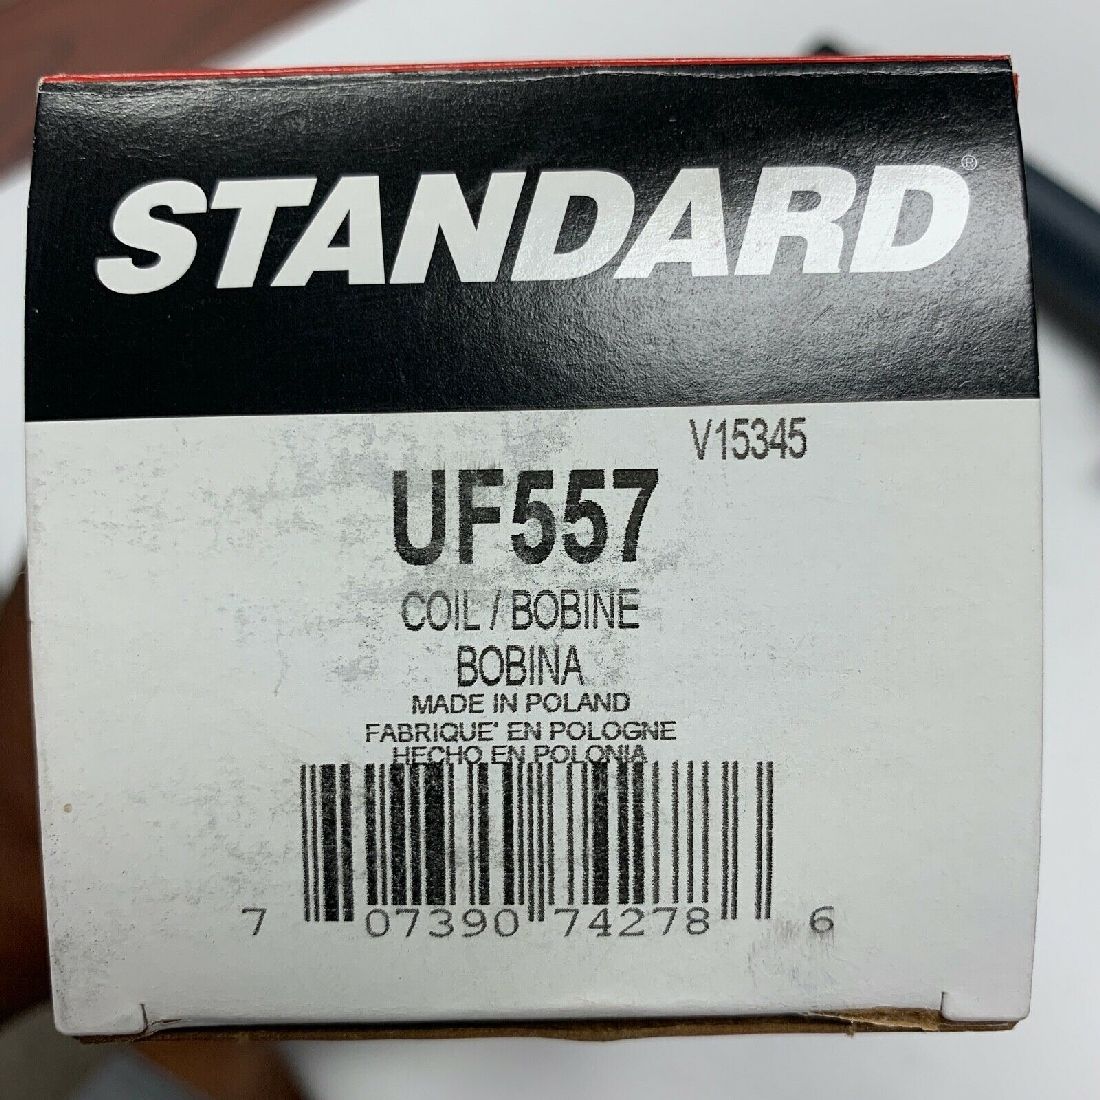 STANDARD®
V15345
UF557
COIL / BOBINE
BOBINA
MADE IN POLAND
FABRIQUE' EN POLOGNE
HECHO EN POLONIA
7 07390 74278 6